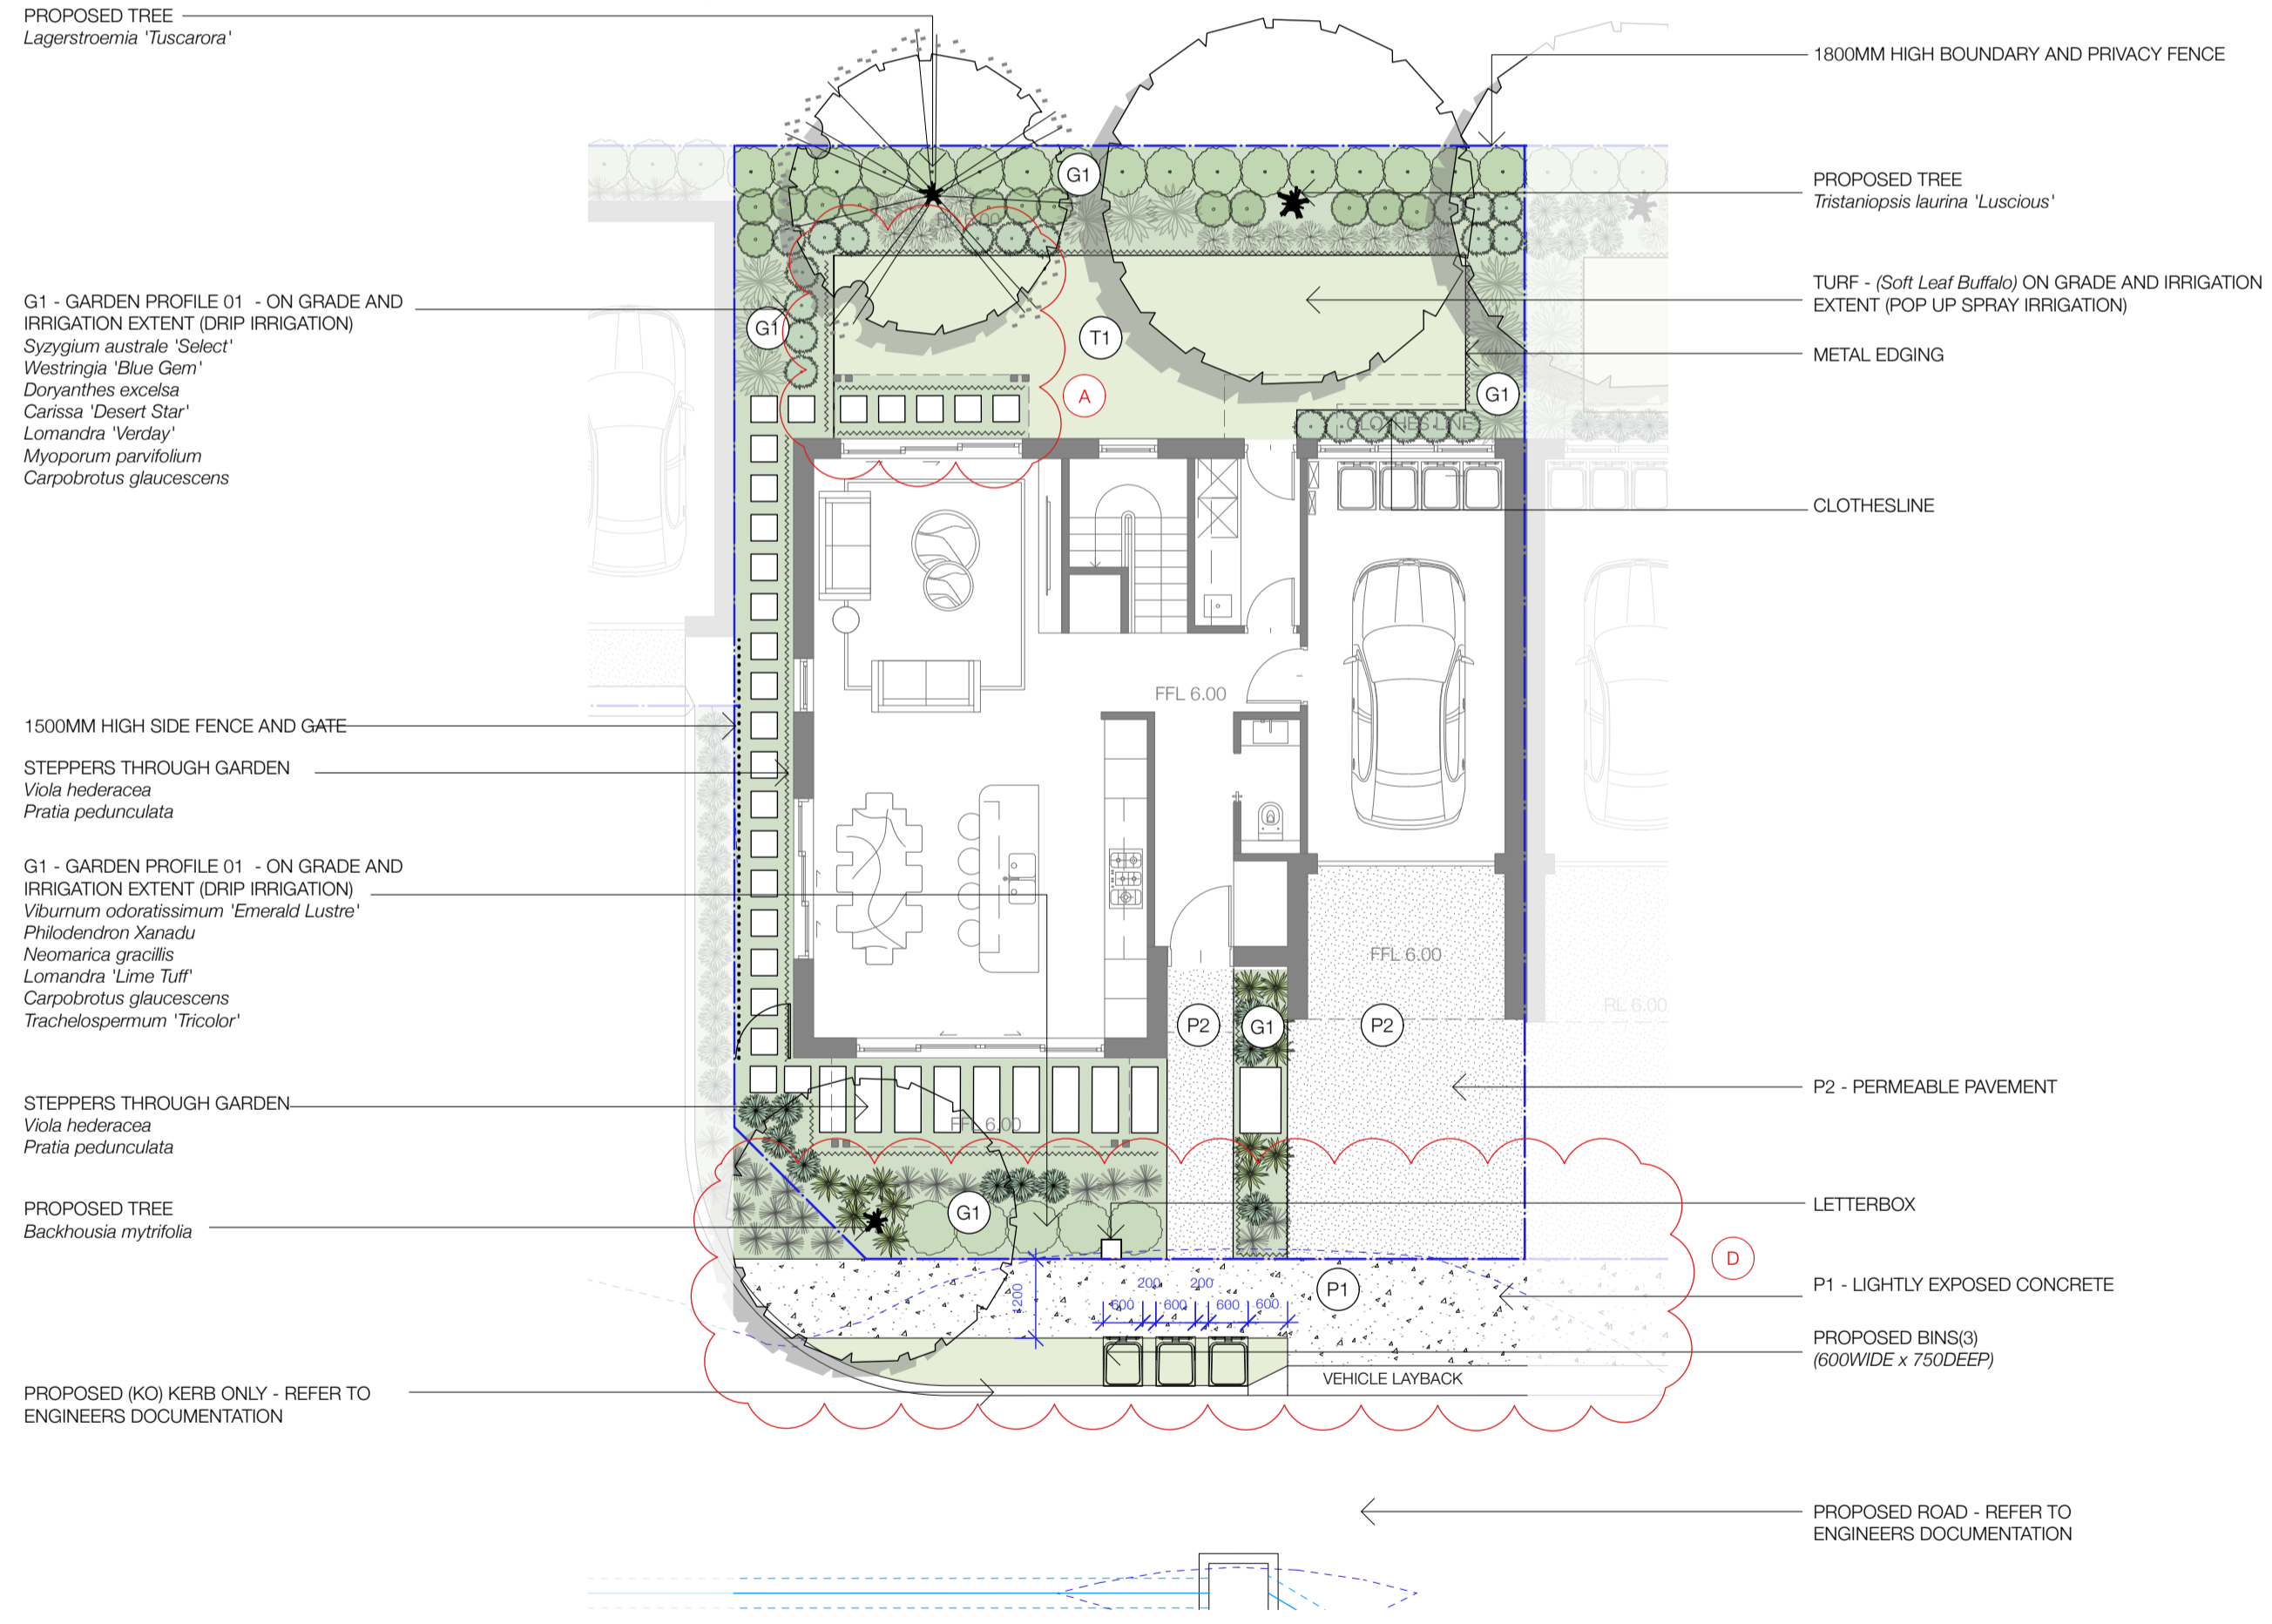 PROPOSED TREE
Lagerstroemia 'Tuscarora'
G1 - GARDEN PROFILE 01 - ON GRADE AND
IRRIGATION EXTENT (DRIP IRRIGATION)
Syzygium australe 'Select'
Westringia 'Blue Gem'
Doryanthes excelsa
Carissa 'Desert Star'
Lomandra 'Verday'
Myoporum parvifolium
Carpobrotus glaucescens
1500MM HIGH SIDE FENCE AND GATE
STEPPERS THROUGH GARDEN
Viola hederacea
Pratia pedunculata
G1 - GARDEN PROFILE 01 - ON GRADE AND
IRRIGATION EXTENT (DRIP IRRIGATION)
Viburnum odoratissimum 'Emerald Lustre'
Philodendron Xanadu
Neomarica gracillis
Lomandra 'Lime Tuff'
Carpobrotus glaucescens
Trachelospermum 'Tricolor'
STEPPERS THROUGH GARDEN
Viola hederacea
Pratia pedunculata
PROPOSED TREE
Backhousia mytrifolia
PROPOSED (KO) KERB ONLY - REFER TO
ENGINEERS DOCUMENTATION
G1
G1
T1
A
G1
CLOTHES LINE
FFL 6.00
FFL 6.00
RL 6.00
P2
G1
P2
FFL 6.00
G1
D
P1
1200
200
200
600
600
600
600
VEHICLE LAYBACK
1800MM HIGH BOUNDARY AND PRIVACY FENCE
PROPOSED TREE
Tristaniopsis laurina 'Luscious'
TURF - (Soft Leaf Buffalo) ON GRADE AND IRRIGATION
EXTENT (POP UP SPRAY IRRIGATION)
METAL EDGING
CLOTHESLINE
P2 - PERMEABLE PAVEMENT
LETTERBOX
P1 - LIGHTLY EXPOSED CONCRETE
PROPOSED BINS(3)
(600WIDE x 750DEEP)
PROPOSED ROAD - REFER TO
ENGINEERS DOCUMENTATION